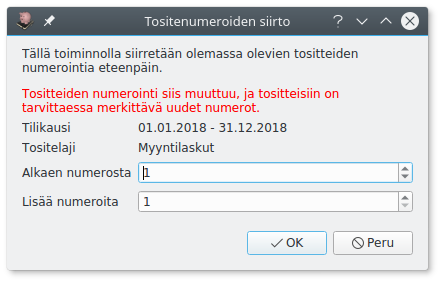 Tositenumeroiden siirto
Tällä toiminnolla siirretään olemassa olevien tositteiden
numerointia eteenpäin.
Tositteiden numerointi siis muuttuu, ja tositteisiin on
tarvittaessa merkittävä uudet numerot.
Tilikausi 01.01.2018 - 31.12.2018
Tositelaji Myyntilaskut
Alkaen numerosta 1
Lisää numeroita 1
OK Peru